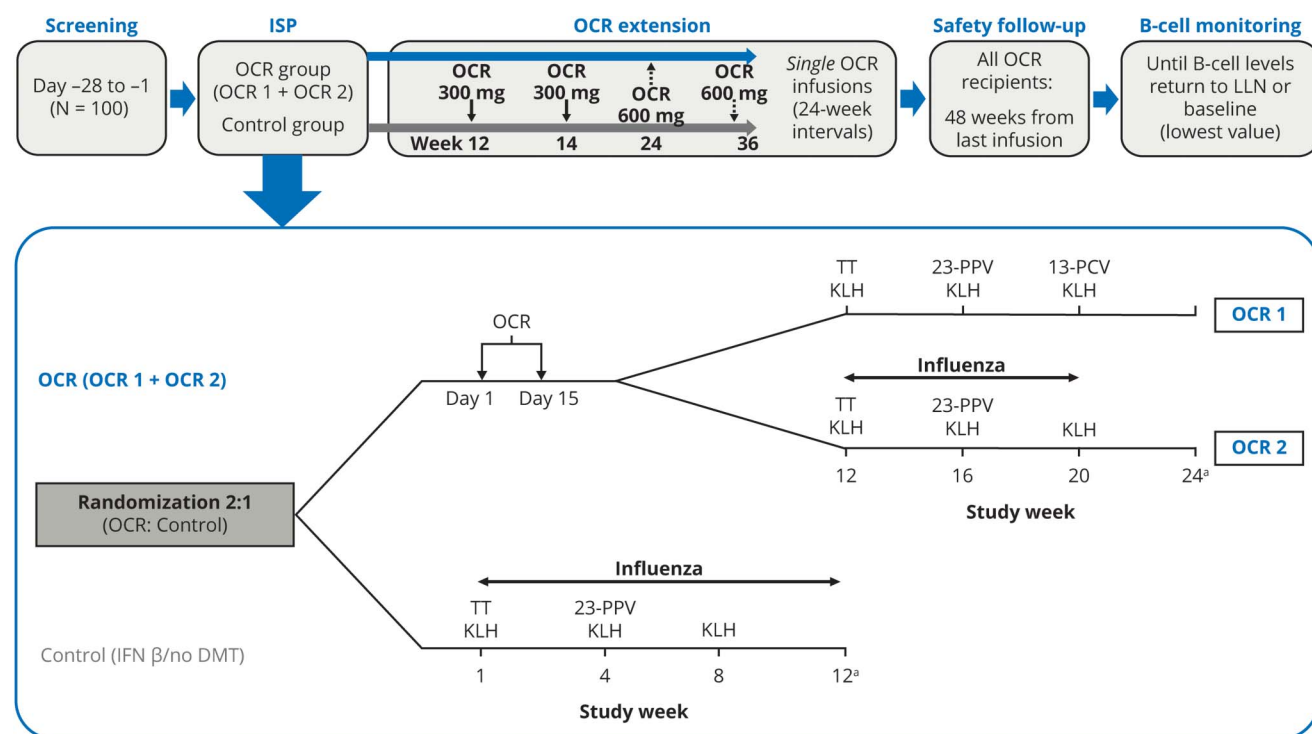 Screening
Day –28 to –1
(N = 100)
ISP
OCR group
(OCR 1 + OCR 2)
Control group
OCR extension
OCR
300 mg
OCR
300 mg
OCR
600 mg
OCR
600 mg
Week 12
14
24
36
Single OCR
infusions
(24-week
intervals)
Safety follow-up
All OCR
recipients:
48 weeks from
last infusion
B-cell monitoring
Until B-cell levels
return to LLN or
baseline
(lowest value)
OCR (OCR 1 + OCR 2)
OCR
Day 1
Day 15
TT
KLH
23-PPV
KLH
13-PCV
KLH
OCR 1
Influenza
TT
KLH
23-PPV
KLH
KLH
OCR 2
12
16
20
24ᵃ
Study week
Randomization 2:1
(OCR: Control)
Influenza
TT
KLH
23-PPV
KLH
KLH
Control (IFN β/no DMT)
1
4
8
12ᵃ
Study week